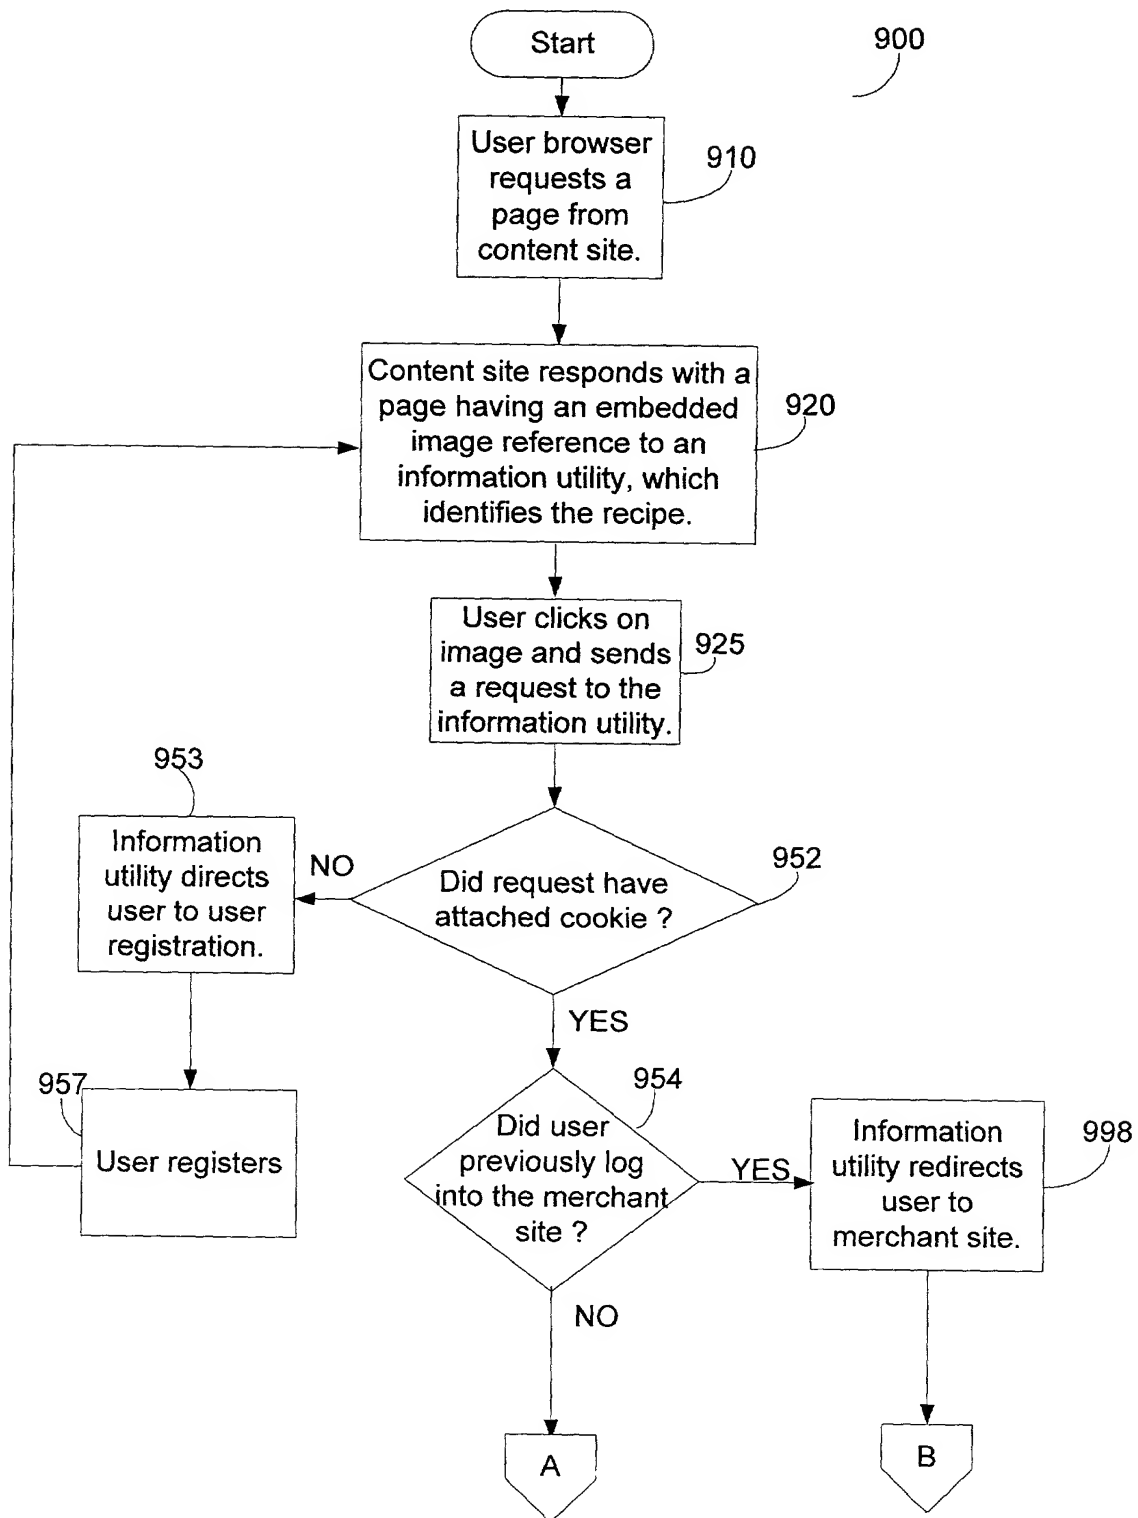 Start
900
User browser
requests a
page from
content site.
910
Content site responds with a
page having an embedded
image reference to an
information utility, which
identifies the recipe.
920
User clicks on
image and sends
a request to the
information utility.
925
953
Information
utility directs
user to user
registration.
NO
Did request have
attached cookie ?
952
YES
957
User registers
954
Did user
previously log
into the merchant
site ?
YES
Information
utility redirects
user to
merchant site.
998
NO
A
B